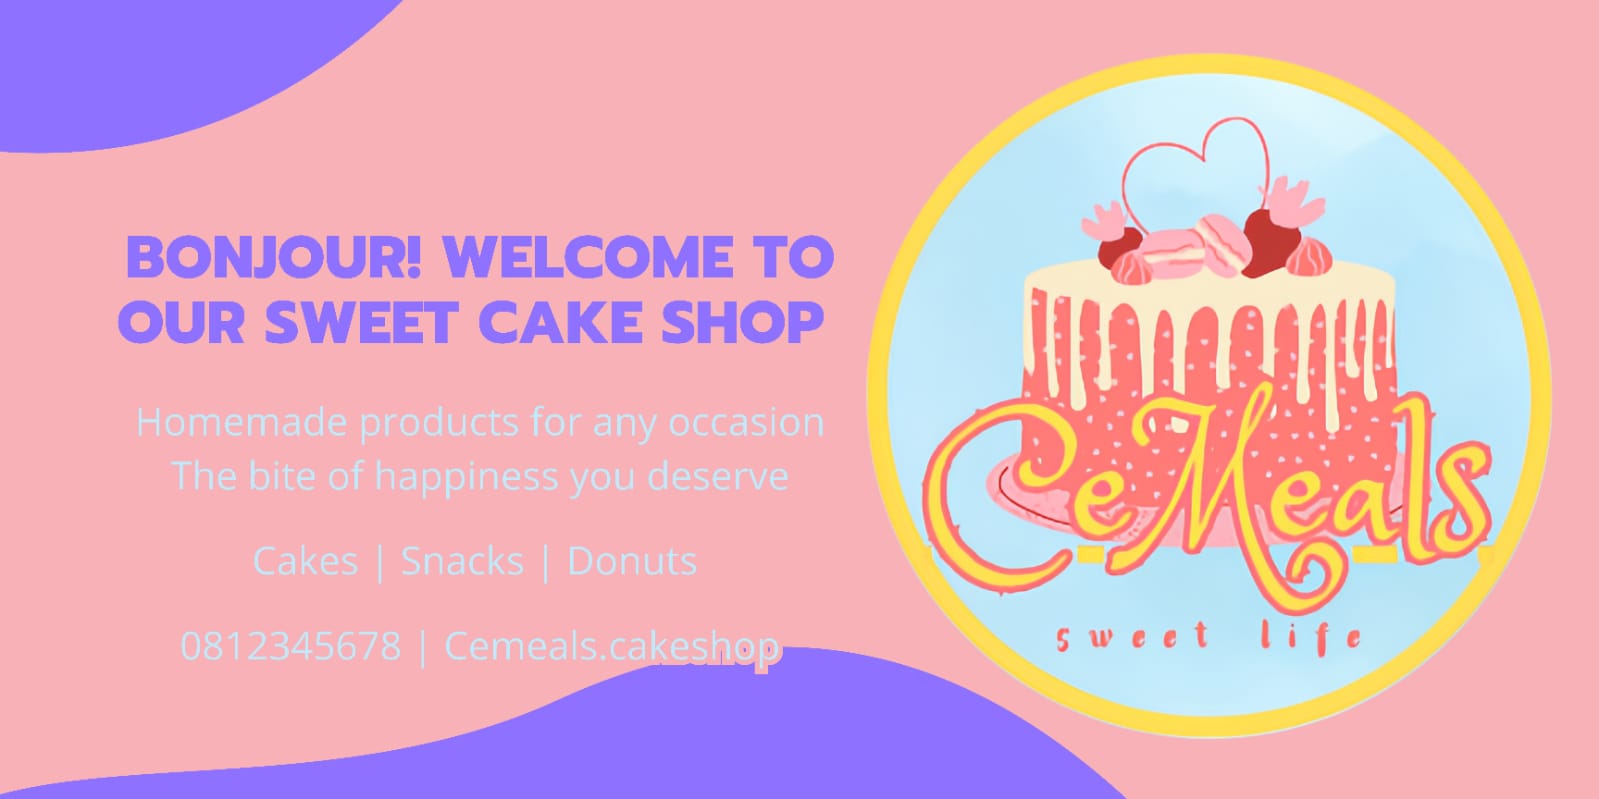 BONJOUR! WELCOME TO
OUR SWEET CAKE SHOP
Homemade products for any occasion
The bite of happiness you deserve
Cakes | Snacks | Donuts
0812345678 | Cemeals.cakeshop
CeMeals
sweet life